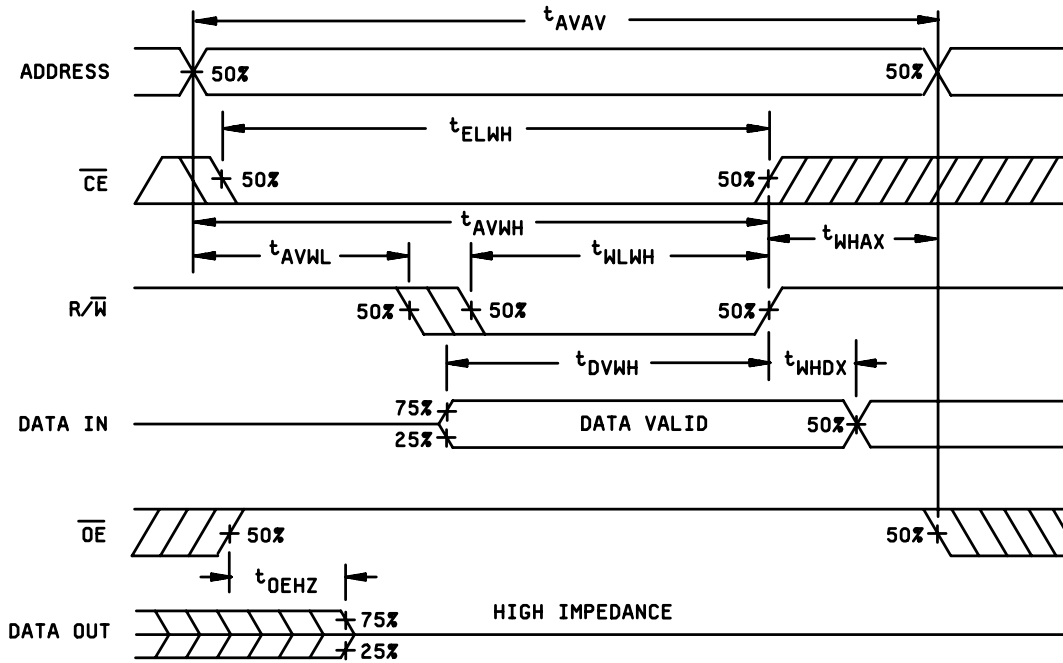 tAVAV
ADDRESS 50% 50%
tELWH
CE 50% 50%
tAVWH
tAVWL tWLWH tWHAX
R/W 50% 50% 50%
tDVWH tWHDX
DATA IN 75% 25% DATA VALID 50%
OE 50% 50%
tOEHZ
DATA OUT 75% 25% HIGH IMPEDANCE